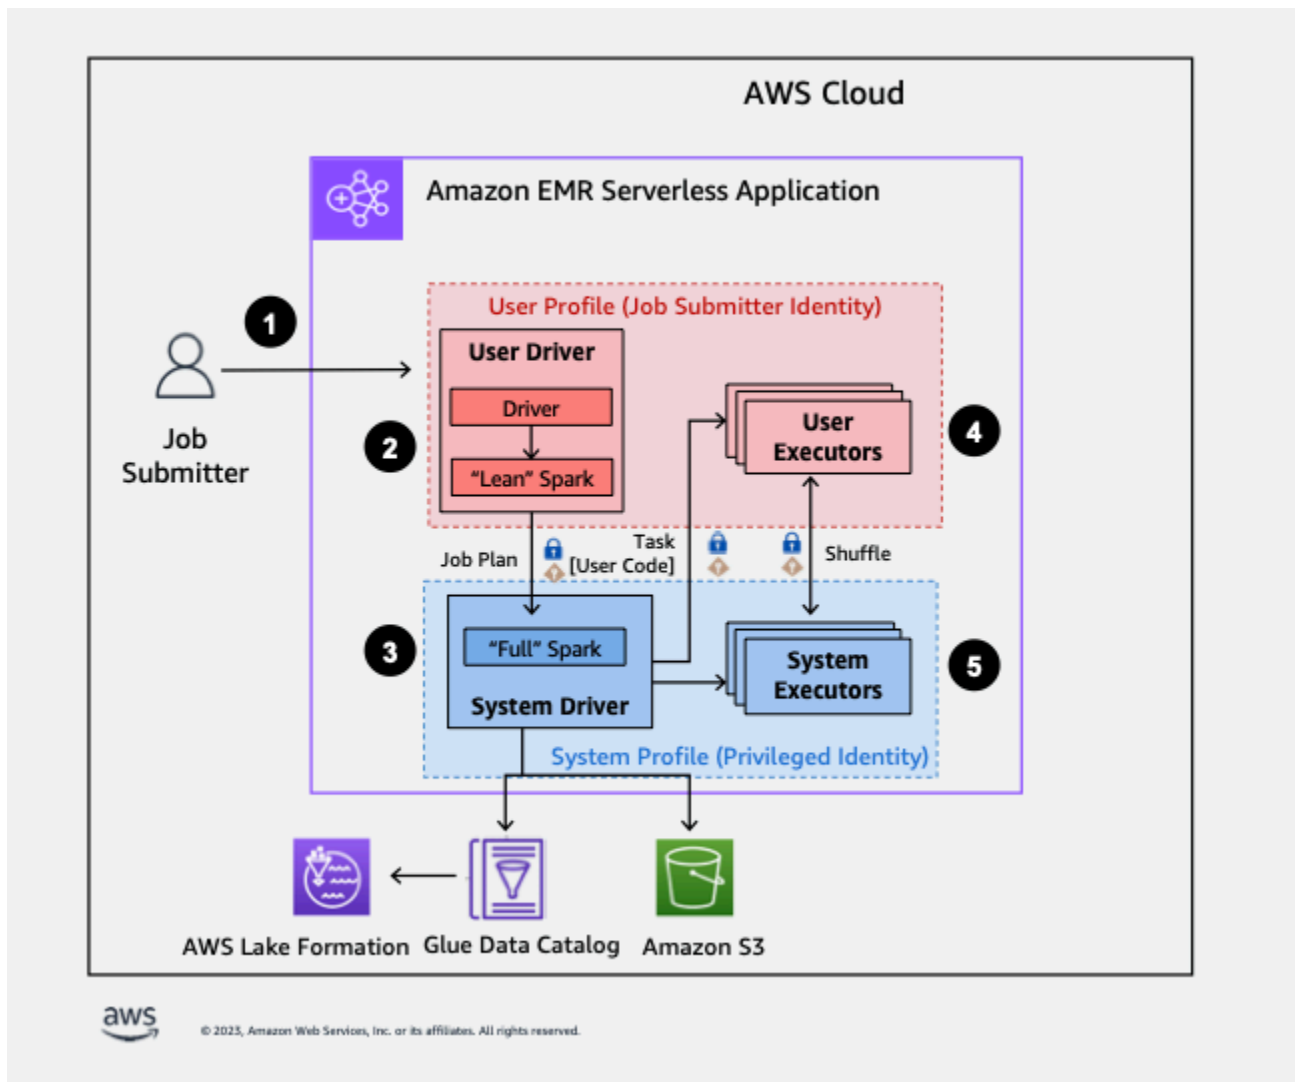 AWS Cloud
Amazon EMR Serverless Application
1
User Profile (Job Submitter Identity)
User Driver
Driver
"Lean" Spark
2
User
Executors
4
Job
Submitter
Job Plan
Task
[User Code]
Shuffle
3
"Full" Spark
System Driver
System
Executors
5
System Profile (Privileged Identity)
AWS Lake Formation
Glue Data Catalog
Amazon S3
aws
© 2023, Amazon Web Services, Inc. or its affiliates. All rights reserved.